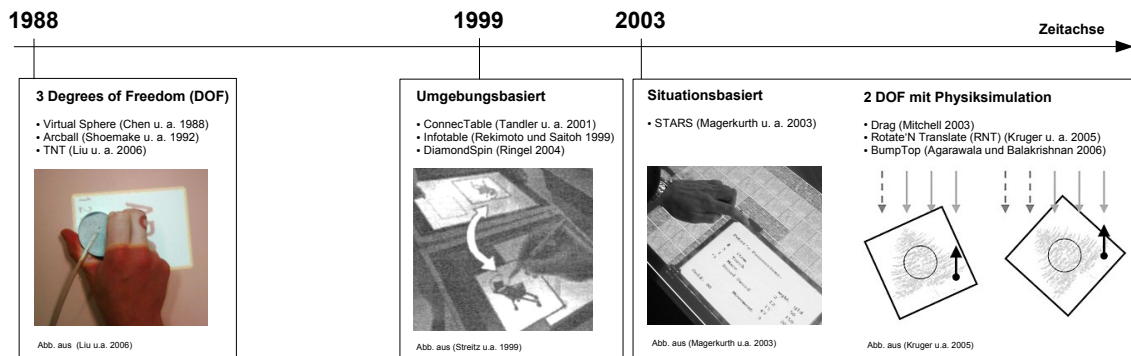 1988
1999
2003
Zeitachse
3 Degrees of Freedom (DOF)
• Virtual Sphere (Chen u. a. 1988)
• Arcball (Shoemake u. a. 1992)
• TNT (Liu u. a. 2006)
Abb. aus (Liu u.a. 2006)
Umgebungsbasiert
• ConnecTable (Tandler u. a. 2001)
• Infotable (Rekimoto und Saitoh 1999)
• DiamondSpin (Ringel 2004)
Abb. aus (Streitz u.a. 1999)
Situationsbasiert
• STARS (Magerkurth u. a. 2003)
Abb. aus (Magerkurth u.a. 2003)
2 DOF mit Physiksimulation
• Drag (Mitchell 2003)
• Rotate'N Translate (RNT) (Kruger u. a. 2005)
• BumpTop (Agarawala und Balakrishnan 2006)
Abb. aus (Kruger u.a. 2005)